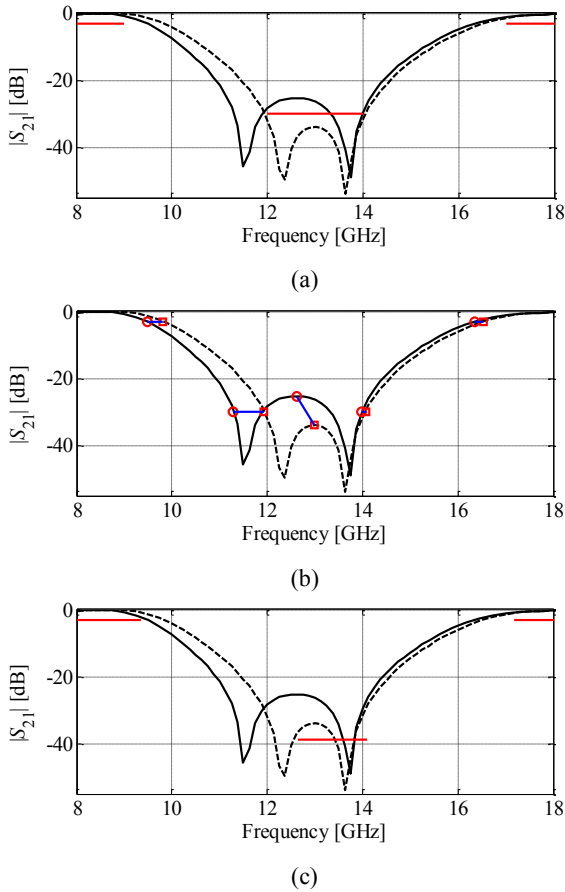 0
-20
-40
|S21| [dB]
8 10 12 14 16 18
Frequency [GHz]
(a)
0
-20
-40
|S21| [dB]
8 10 12 14 16 18
Frequency [GHz]
(b)
0
-20
-40
|S21| [dB]
8 10 12 14 16 18
Frequency [GHz]
(c)